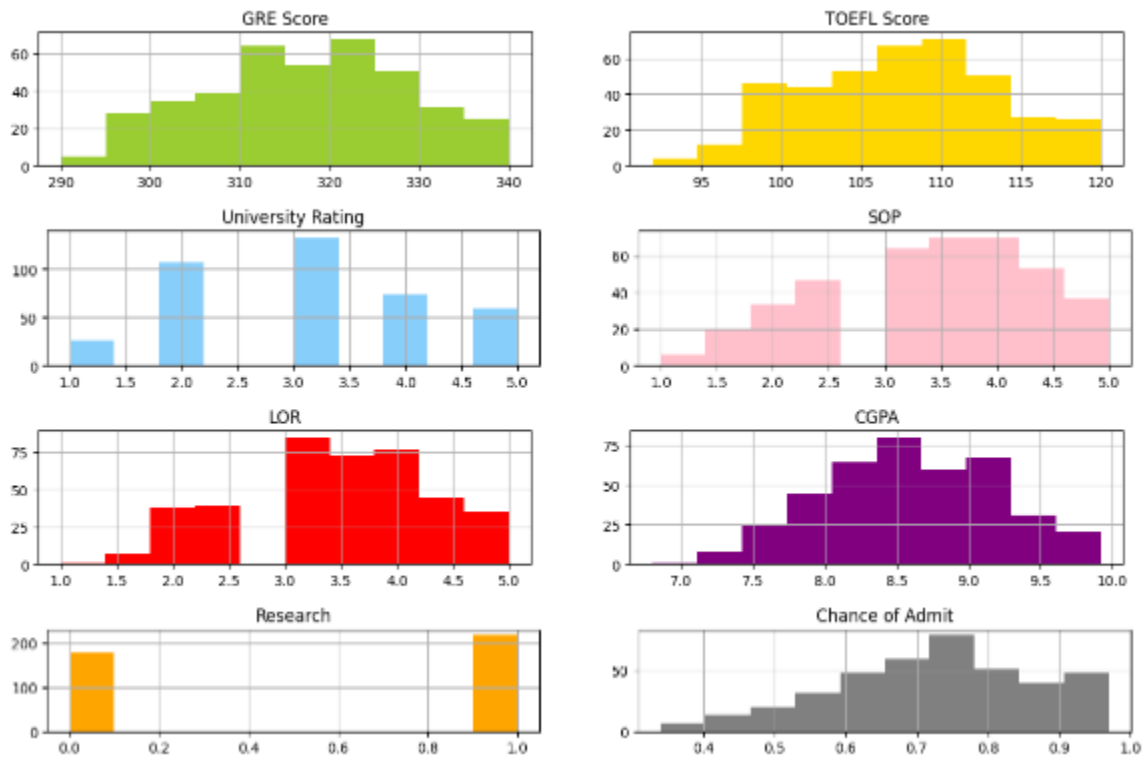 GRE Score
60
40
20
0
290 300 310 320 330 340
TOEFL Score
60
40
20
0
95 100 105 110 115 120
University Rating
100
50
0
1.0 1.5 2.0 2.5 3.0 3.5 4.0 4.5 5.0
SOP
60
40
20
0
1.0 1.5 2.0 2.5 3.0 3.5 4.0 4.5 5.0
LOR
75
50
25
0
1.0 1.5 2.0 2.5 3.0 3.5 4.0 4.5 5.0
CGPA
75
50
25
0
7.0 7.5 8.0 8.5 9.0 9.5 10.0
Research
200
100
0
0.0 0.2 0.4 0.6 0.8 1.0
Chance of Admit
50
0
0.4 0.5 0.6 0.7 0.8 0.9 1.0